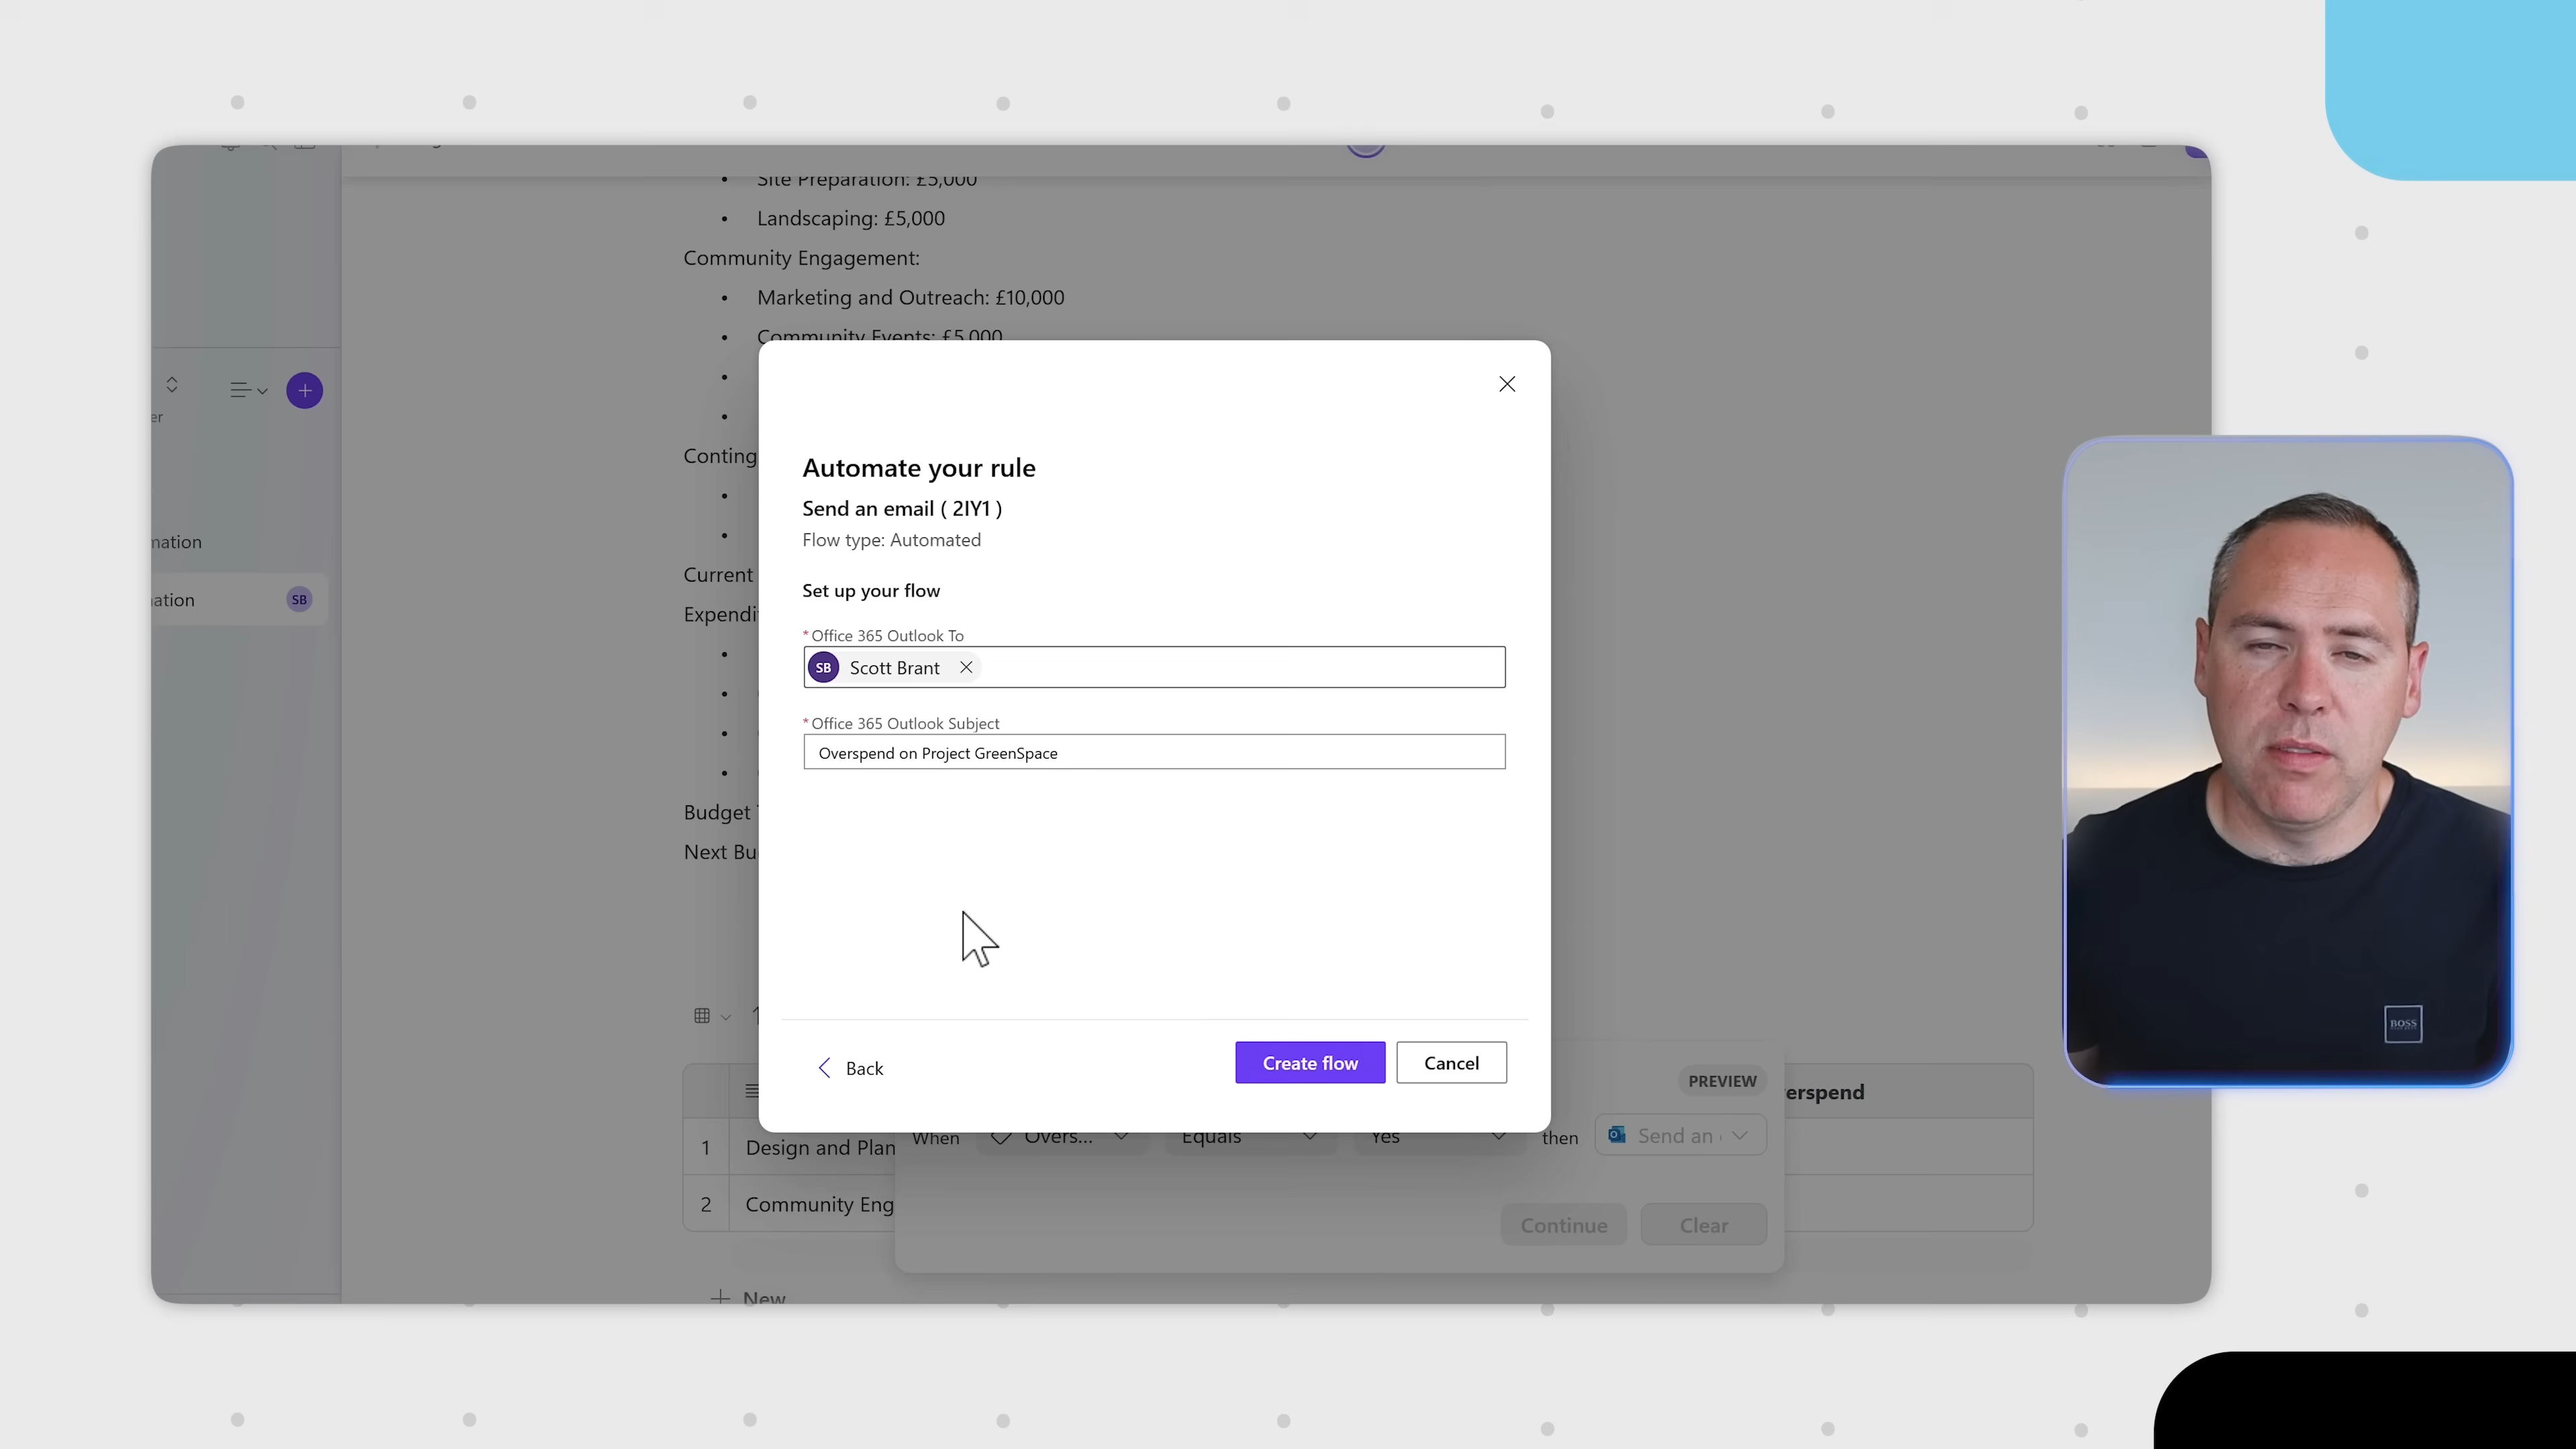 Site Preparation: £5,000
Landscaping: £5,000
Community Engagement:
Marketing and Outreach: £10,000
Community Events: £5,000
er
Conting
mation
Current
ation
SB
Expendi
Budget
Next Bu
Automate your rule
Send an email ( 2IY1 )
Flow type: Automated
Set up your flow
* Office 365 Outlook To
SB Scott Brant
* Office 365 Outlook Subject
Overspend on Project GreenSpace
Back
Create flow
Cancel
PREVIEW
erspend
When
Overs...
Equals
Yes
then
Send an
1 Design and Plan
2 Community Eng
Continue
Clear
New
BOSS